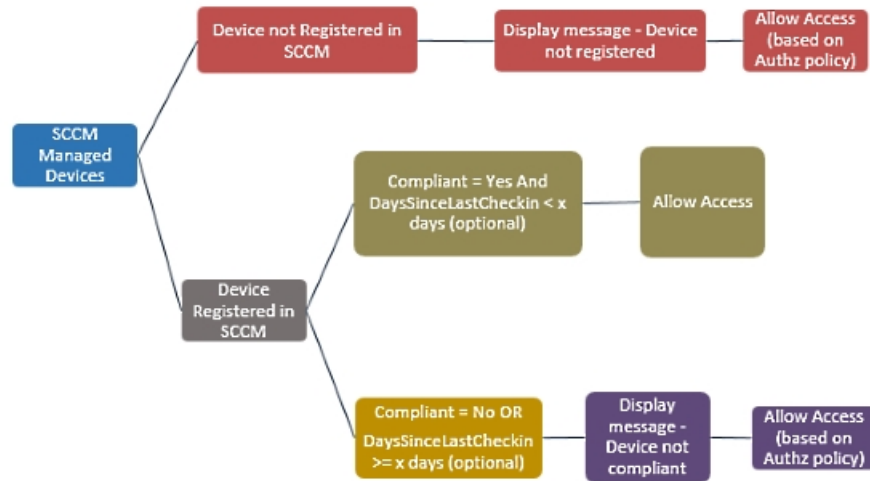 Device not Registered in
SCCM
Display message - Device
not registered
Allow Access
(based on
Authz policy)
SCCM
Managed
Devices
Compliant = Yes And
DaysSinceLastCheckin < x
days (optional)
Allow Access
Device
Registered in
SCCM
Compliant = No OR
DaysSinceLastCheckin
>= x days (optional)
Display
message -
Device not
compliant
Allow Access
(based on
Authz policy)